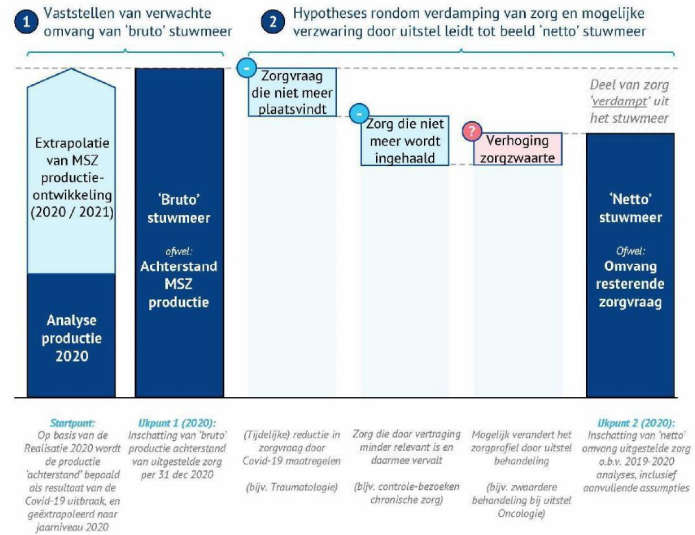 1 Vaststellen van verwachte
omvang van 'bruto' stuwmeer
2 Hypotheses rondom verdamping van zorg en mogelijke
verzwaring door uitstel leidt tot beeld 'netto' stuwmeer
Extrapolatie
van MSZ
productie-
ontwikkeling
(2020 / 2021)
Analyse
productie
2020
'Bruto'
stuwmeer
ofwel:
Achterstand
MSZ
productie
-
Zorgvraag
die niet meer
plaatsvindt
-
Zorg die niet
meer wordt
ingehaald
?
Verhoging
zorgzwaarte
Deel van zorg
'verdampt' uit
het stuwmeer
'Netto'
stuwmeer
Ofwel:
Omvang
resterende
zorgvraag
Startpunt:
Op basis van de
Realisatie 2020 wordt
de productie
'achterstand' bepaald
als resultaat van de
Covid-19 uitbraak, en
geëxtrapoleerd naar
jaarniveau 2020
IJkpunt 1 (2020):
Inschatting van 'bruto'
productie achterstand
van uitgestelde zorg
per 31 dec 2020
(Tijdelijke) reductie in
zorgvraag door
Covid-19 maatregelen
(bijv. Traumatologie)
Zorg die door vertraging
minder relevant is en
daarmee vervalt
(bijv. controle-bezoeken
chronische zorg)
Mogelijk verandert het
zorgprofiel door uitstel
behandeling
(bijv. zwaardere
behandeling bij uitstel
Oncologie)
IJkpunt 2 (2020):
Inschatting van 'netto'
omvang uitgestelde zorg
o.b.v. 2019-2020
analyses, inclusief
aanvullende assumpties